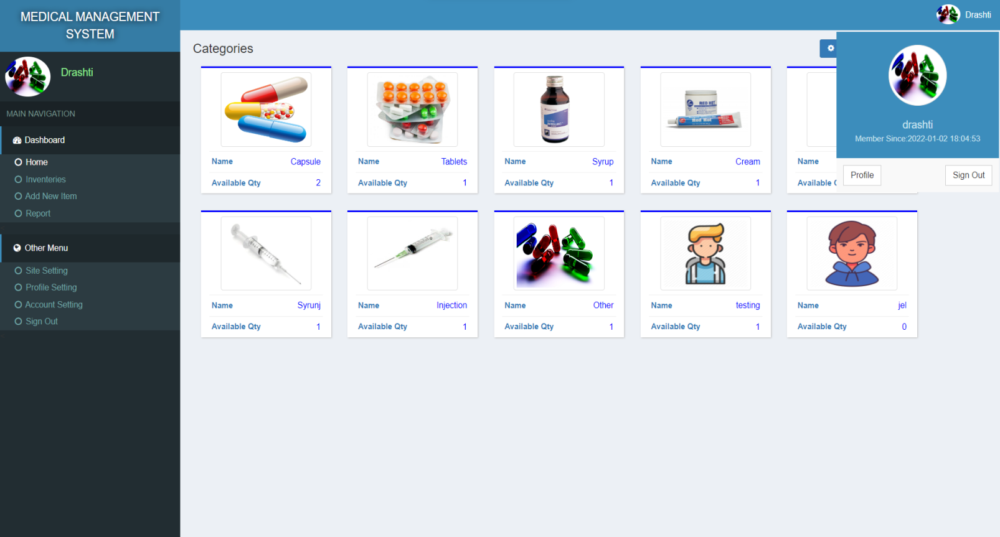 MEDICAL MANAGEMENT
SYSTEM
Drashti
Drashti
MAIN NAVIGATION
Dashboard
Home
Inventeries
Add New Item
Report
Other Menu
Site Setting
Profile Setting
Account Setting
Sign Out
Categories
Name Capsule
Available Qty 2
Name Tablets
Available Qty 1
Name Syrup
Available Qty 1
RED HOT
Red Hot
Name Cream
Available Qty 1
Name
Available
drashti
Member Since:2022-01-02 18:04:53
Profile
Sign Out
Name Syrunj
Available Qty 1
Name Injection
Available Qty 1
Name Other
Available Qty 1
Name testing
Available Qty 1
Name jel
Available Qty 0